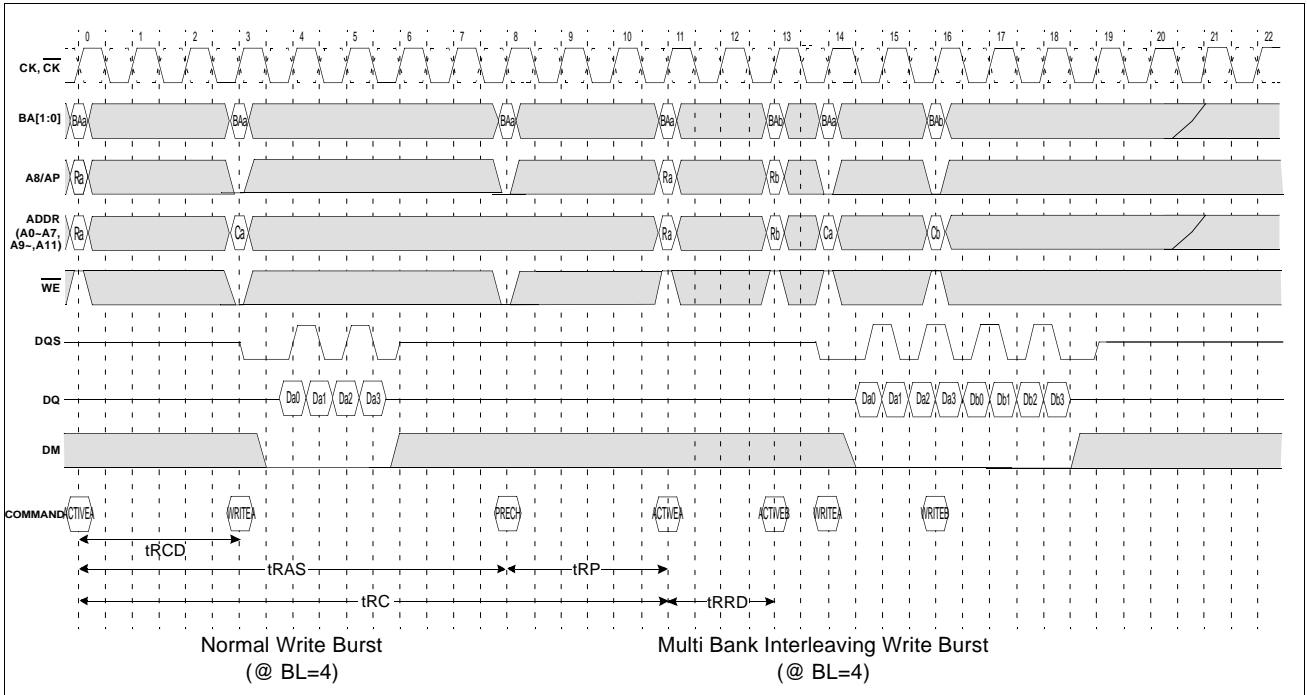 0 1 2 3 4 5 6 7 8 9 10 11 12 13 14 15 16 17 18 19 20 21 22
CK, CK
BA[1:0] BAa BAa BAa BAa BAb BAa BAb
A8/AP Ra Ra Rb
ADDR
(A0~A7,
A9~,A11) Ra Ca Ra Rb Ca Cb
WE
DQS
DQ Da0 Da1 Da2 Da3 Da0 Da1 Da2 Da3 Db0 Db1 Db2 Db3
DM
COMMAND ACTIVEA WRITEA PRECH ACTIVEA ACTIVEB WRITEA WRITEB
tRCD
tRAS tRP
tRC tRRD
Normal Write Burst Multi Bank Interleaving Write Burst
(@ BL=4) (@ BL=4)